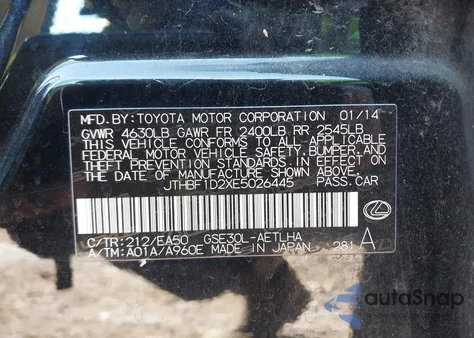 MFD. BY: TOYOTA MOTOR CORPORATION 01/14
GVWR 4630LB GAWR FR 2400LB RR 2545LB
THIS VEHICLE CONFORMS TO ALL APPLICABLE
FEDERAL MOTOR VEHICLE SAFETY, BUMPER, AND
THEFT PREVENTION STANDARDS IN EFFECT ON
THE DATE OF MANUFACTURE SHOWN ABOVE.
JTHBF1D2XE5026445 PASS. CAR
C/TR: 212/EA50 GSE30L-AETLHA
A/TM: A01A/A960E MADE IN JAPAN 281 A
autoSnap